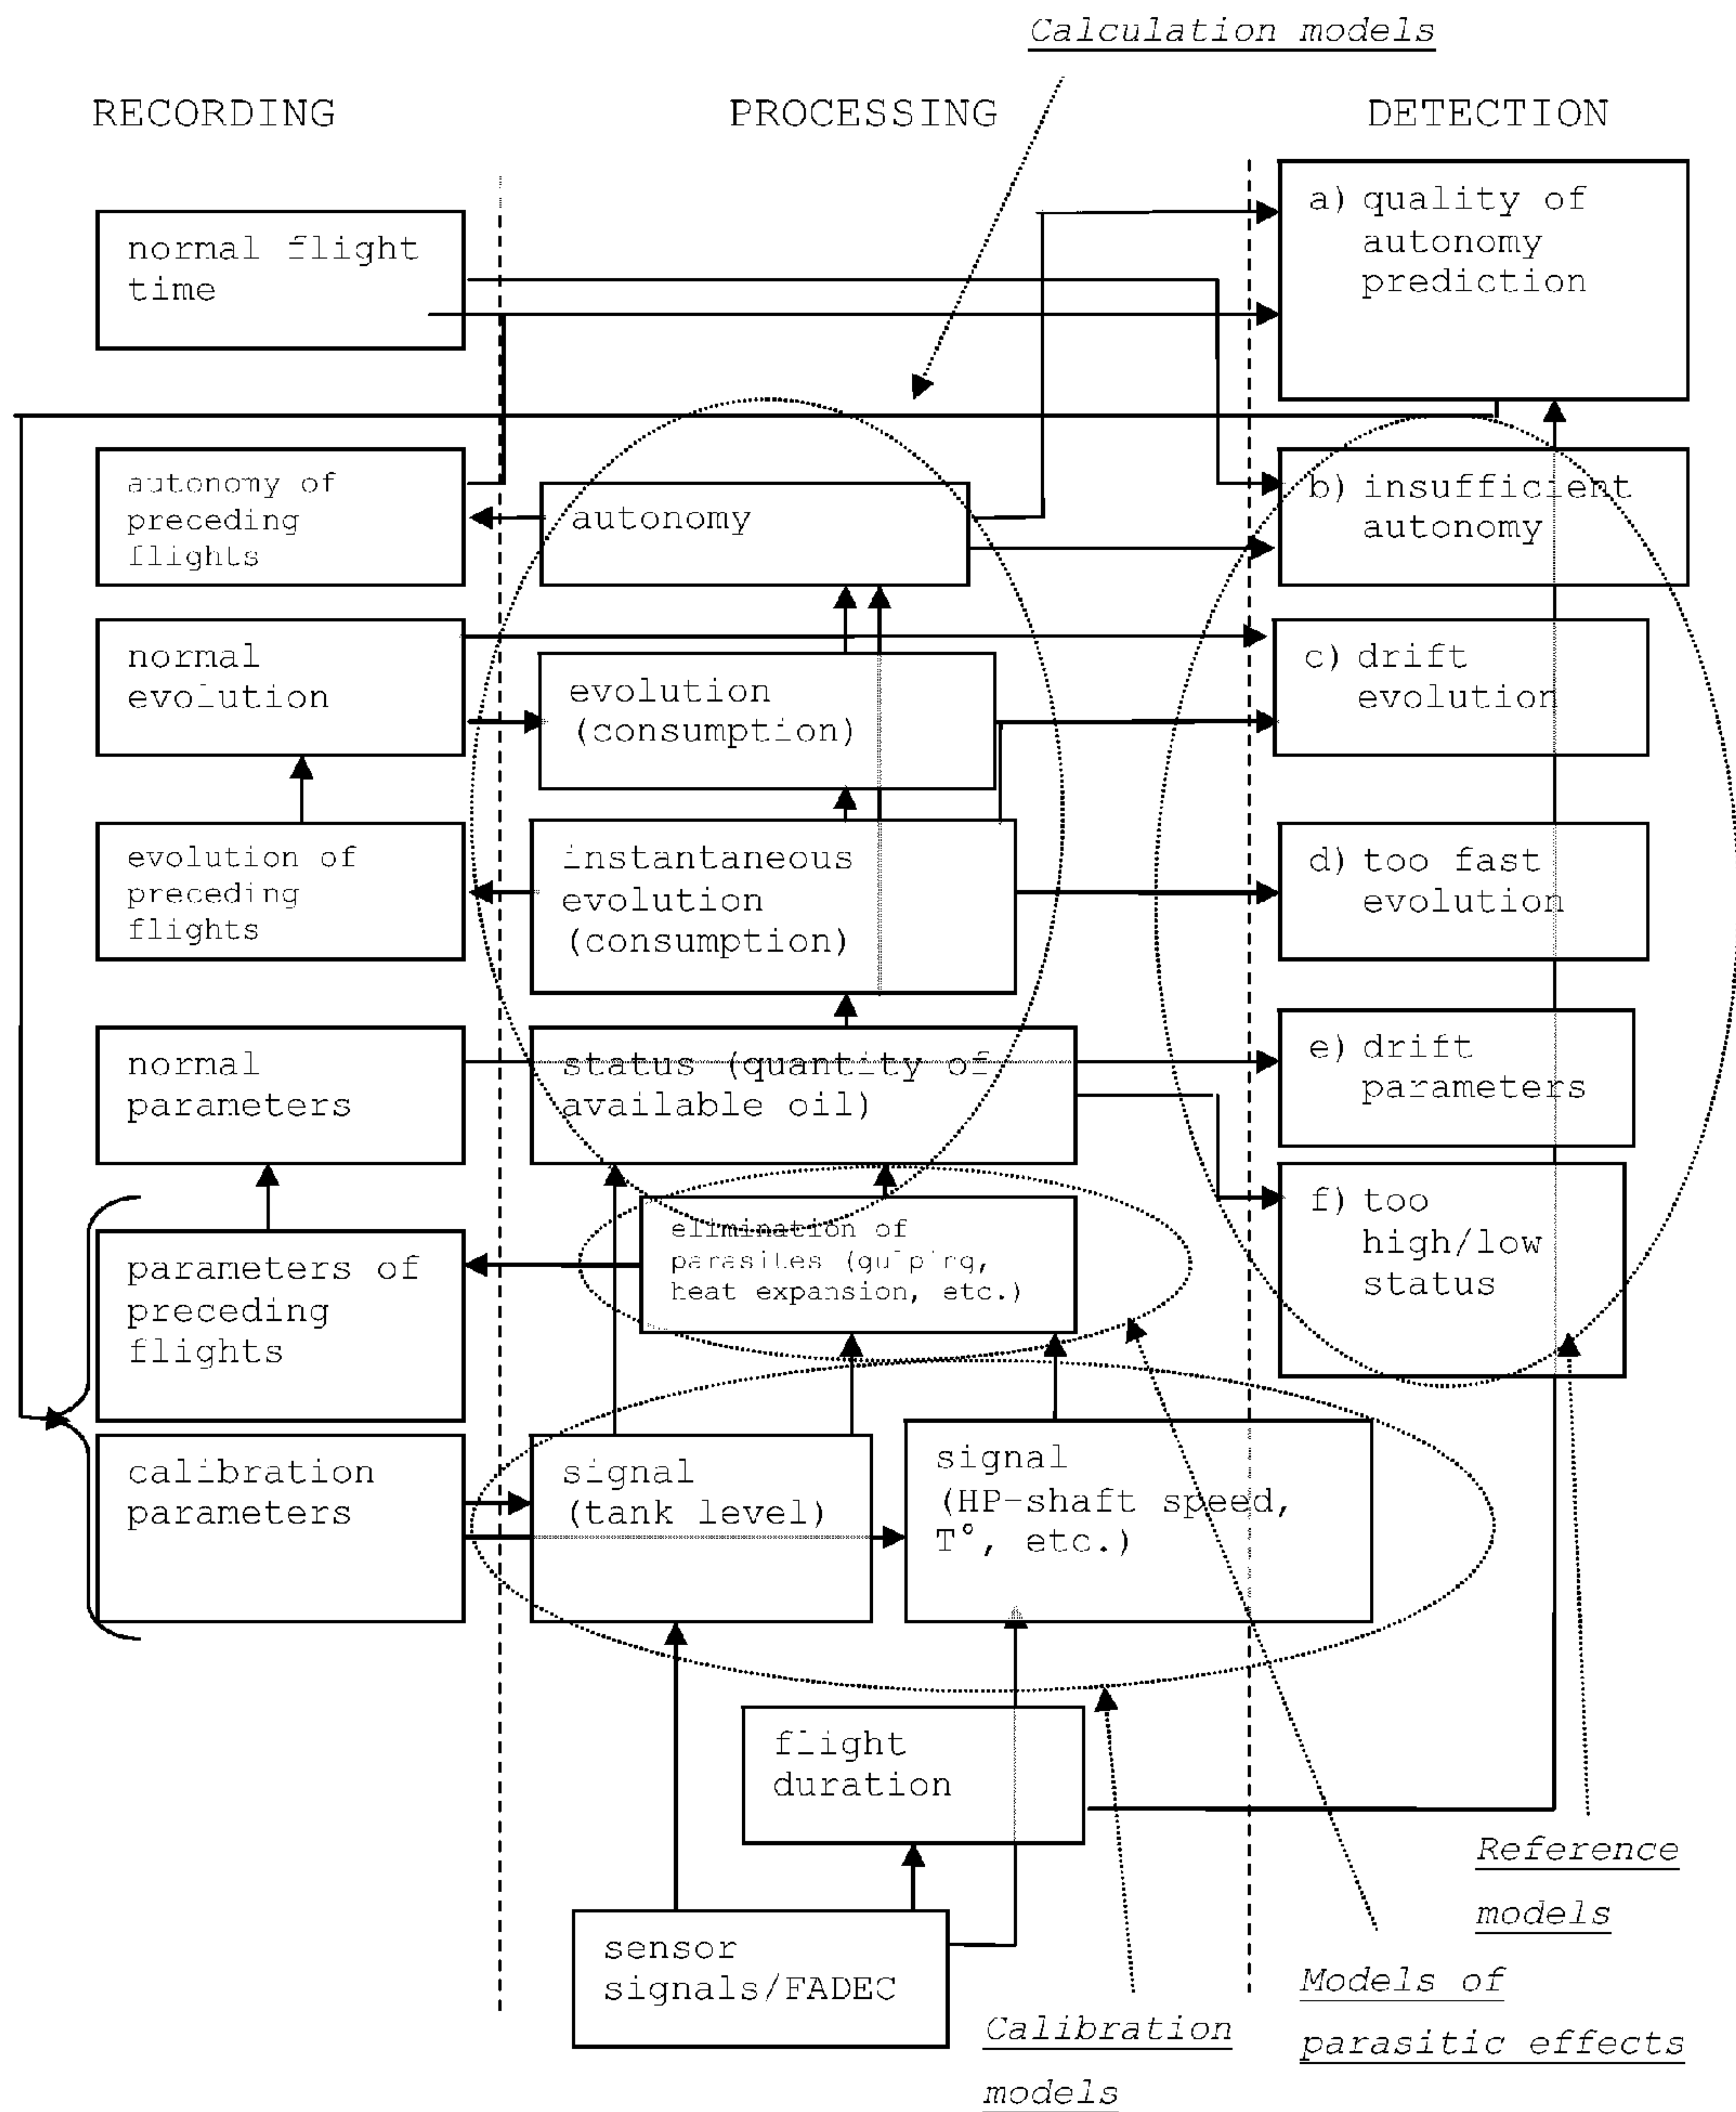 Calculation models
RECORDING
PROCESSING
DETECTION
normal flight
time
autonomy of
preceding
flights
normal
evolution
evolution of
preceding
flights
normal
parameters
parameters of
preceding
flights
calibration
parameters
autonomy
evolution
(consumption)
instantaneous
evolution
(consumption)
status (quantity of
available oil)
elimination of
parasites (gulping,
heat expansion, etc.)
signal
(tank level)
signal
(HP-shaft speed,
T°, etc.)
flight
duration
sensor
signals/FADEC
a) quality of
autonomy
prediction
b) insufficient
autonomy
c) drift
evolution
d) too fast
evolution
e) drift
parameters
f) too
high/low
status
Reference
models
Models of
parasitic effects
Calibration
models